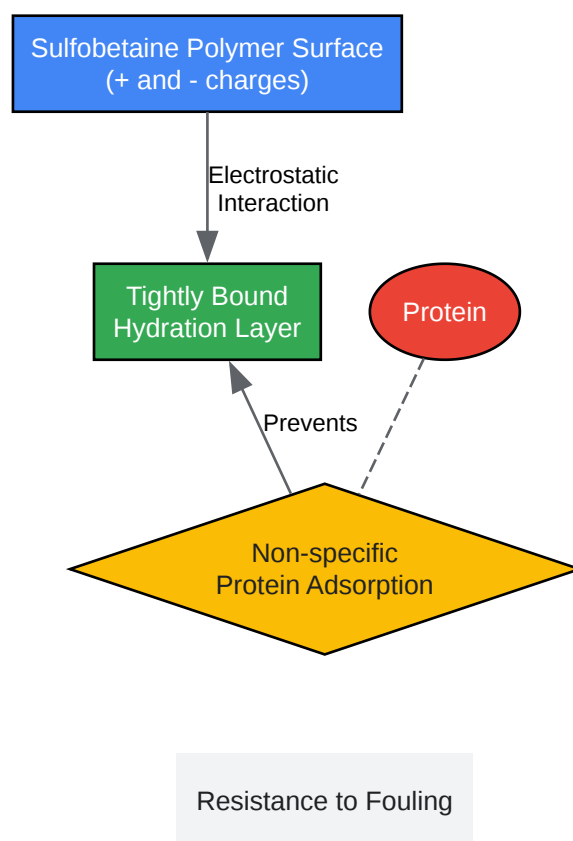 Sulfobetaine Polymer Surface
(+ and - charges)
Electrostatic
Interaction
Tightly Bound
Hydration Layer
Protein
Prevents
Non-specific
Protein Adsorption
Resistance to Fouling